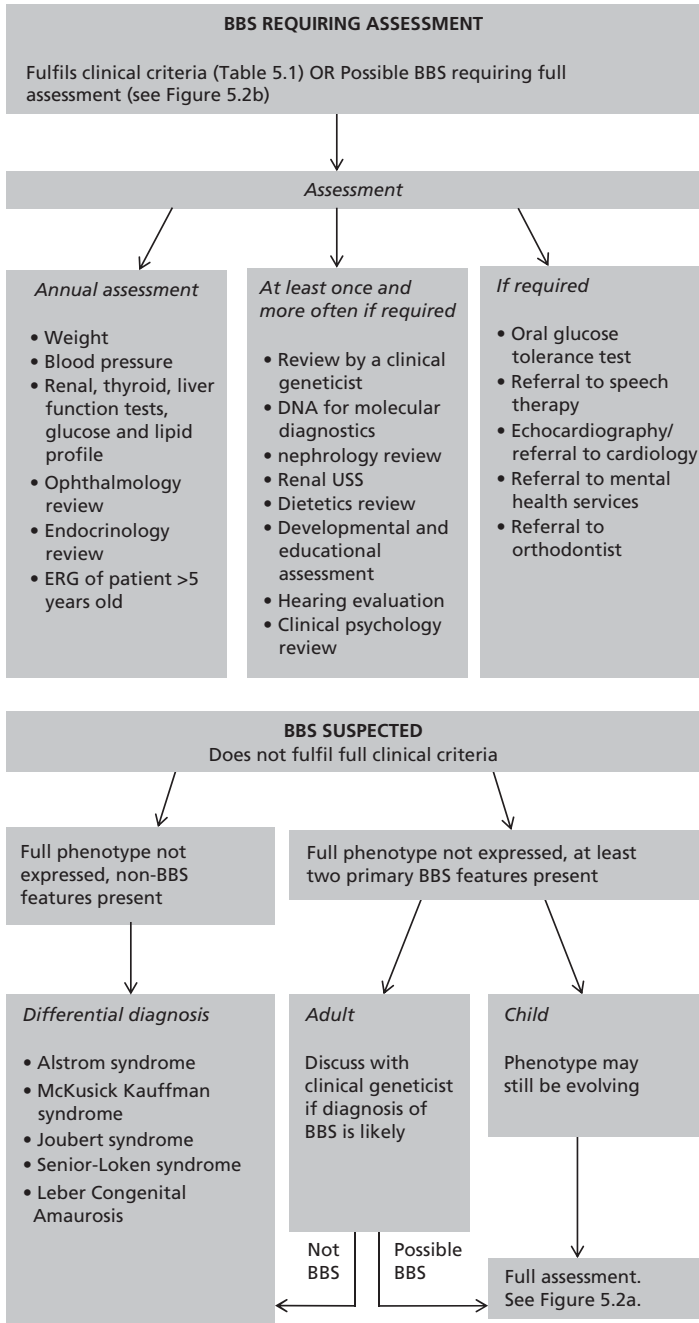 BBS REQUIRING ASSESSMENT
Fulfils clinical criteria (Table 5.1) OR Possible BBS requiring full
assessment (see Figure 5.2b)
Assessment
Annual assessment
• Weight
• Blood pressure
• Renal, thyroid, liver
function tests,
glucose and lipid
profile
• Ophthalmology
review
• Endocrinology
review
• ERG of patient >5
years old
At least once and
more often if required
• Review by a clinical
geneticist
• DNA for molecular
diagnostics
• nephrology review
• Renal USS
• Dietetics review
• Developmental and
educational
assessment
• Hearing evaluation
• Clinical psychology
review
If required
• Oral glucose
tolerance test
• Referral to speech
therapy
• Echocardiography/
referral to cardiology
• Referral to mental
health services
• Referral to
orthodontist
BBS SUSPECTED
Does not fulfil full clinical criteria
Full phenotype not
expressed, non-BBS
features present
Full phenotype not expressed, at least
two primary BBS features present
Differential diagnosis
• Alstrom syndrome
• McKusick Kauffman
syndrome
• Joubert syndrome
• Senior-Loken syndrome
• Leber Congenital
Amaurosis
Adult
Discuss with
clinical geneticist
if diagnosis of
BBS is likely
Child
Phenotype may
still be evolving
Not
BBS
Possible
BBS
Full assessment.
See Figure 5.2a.